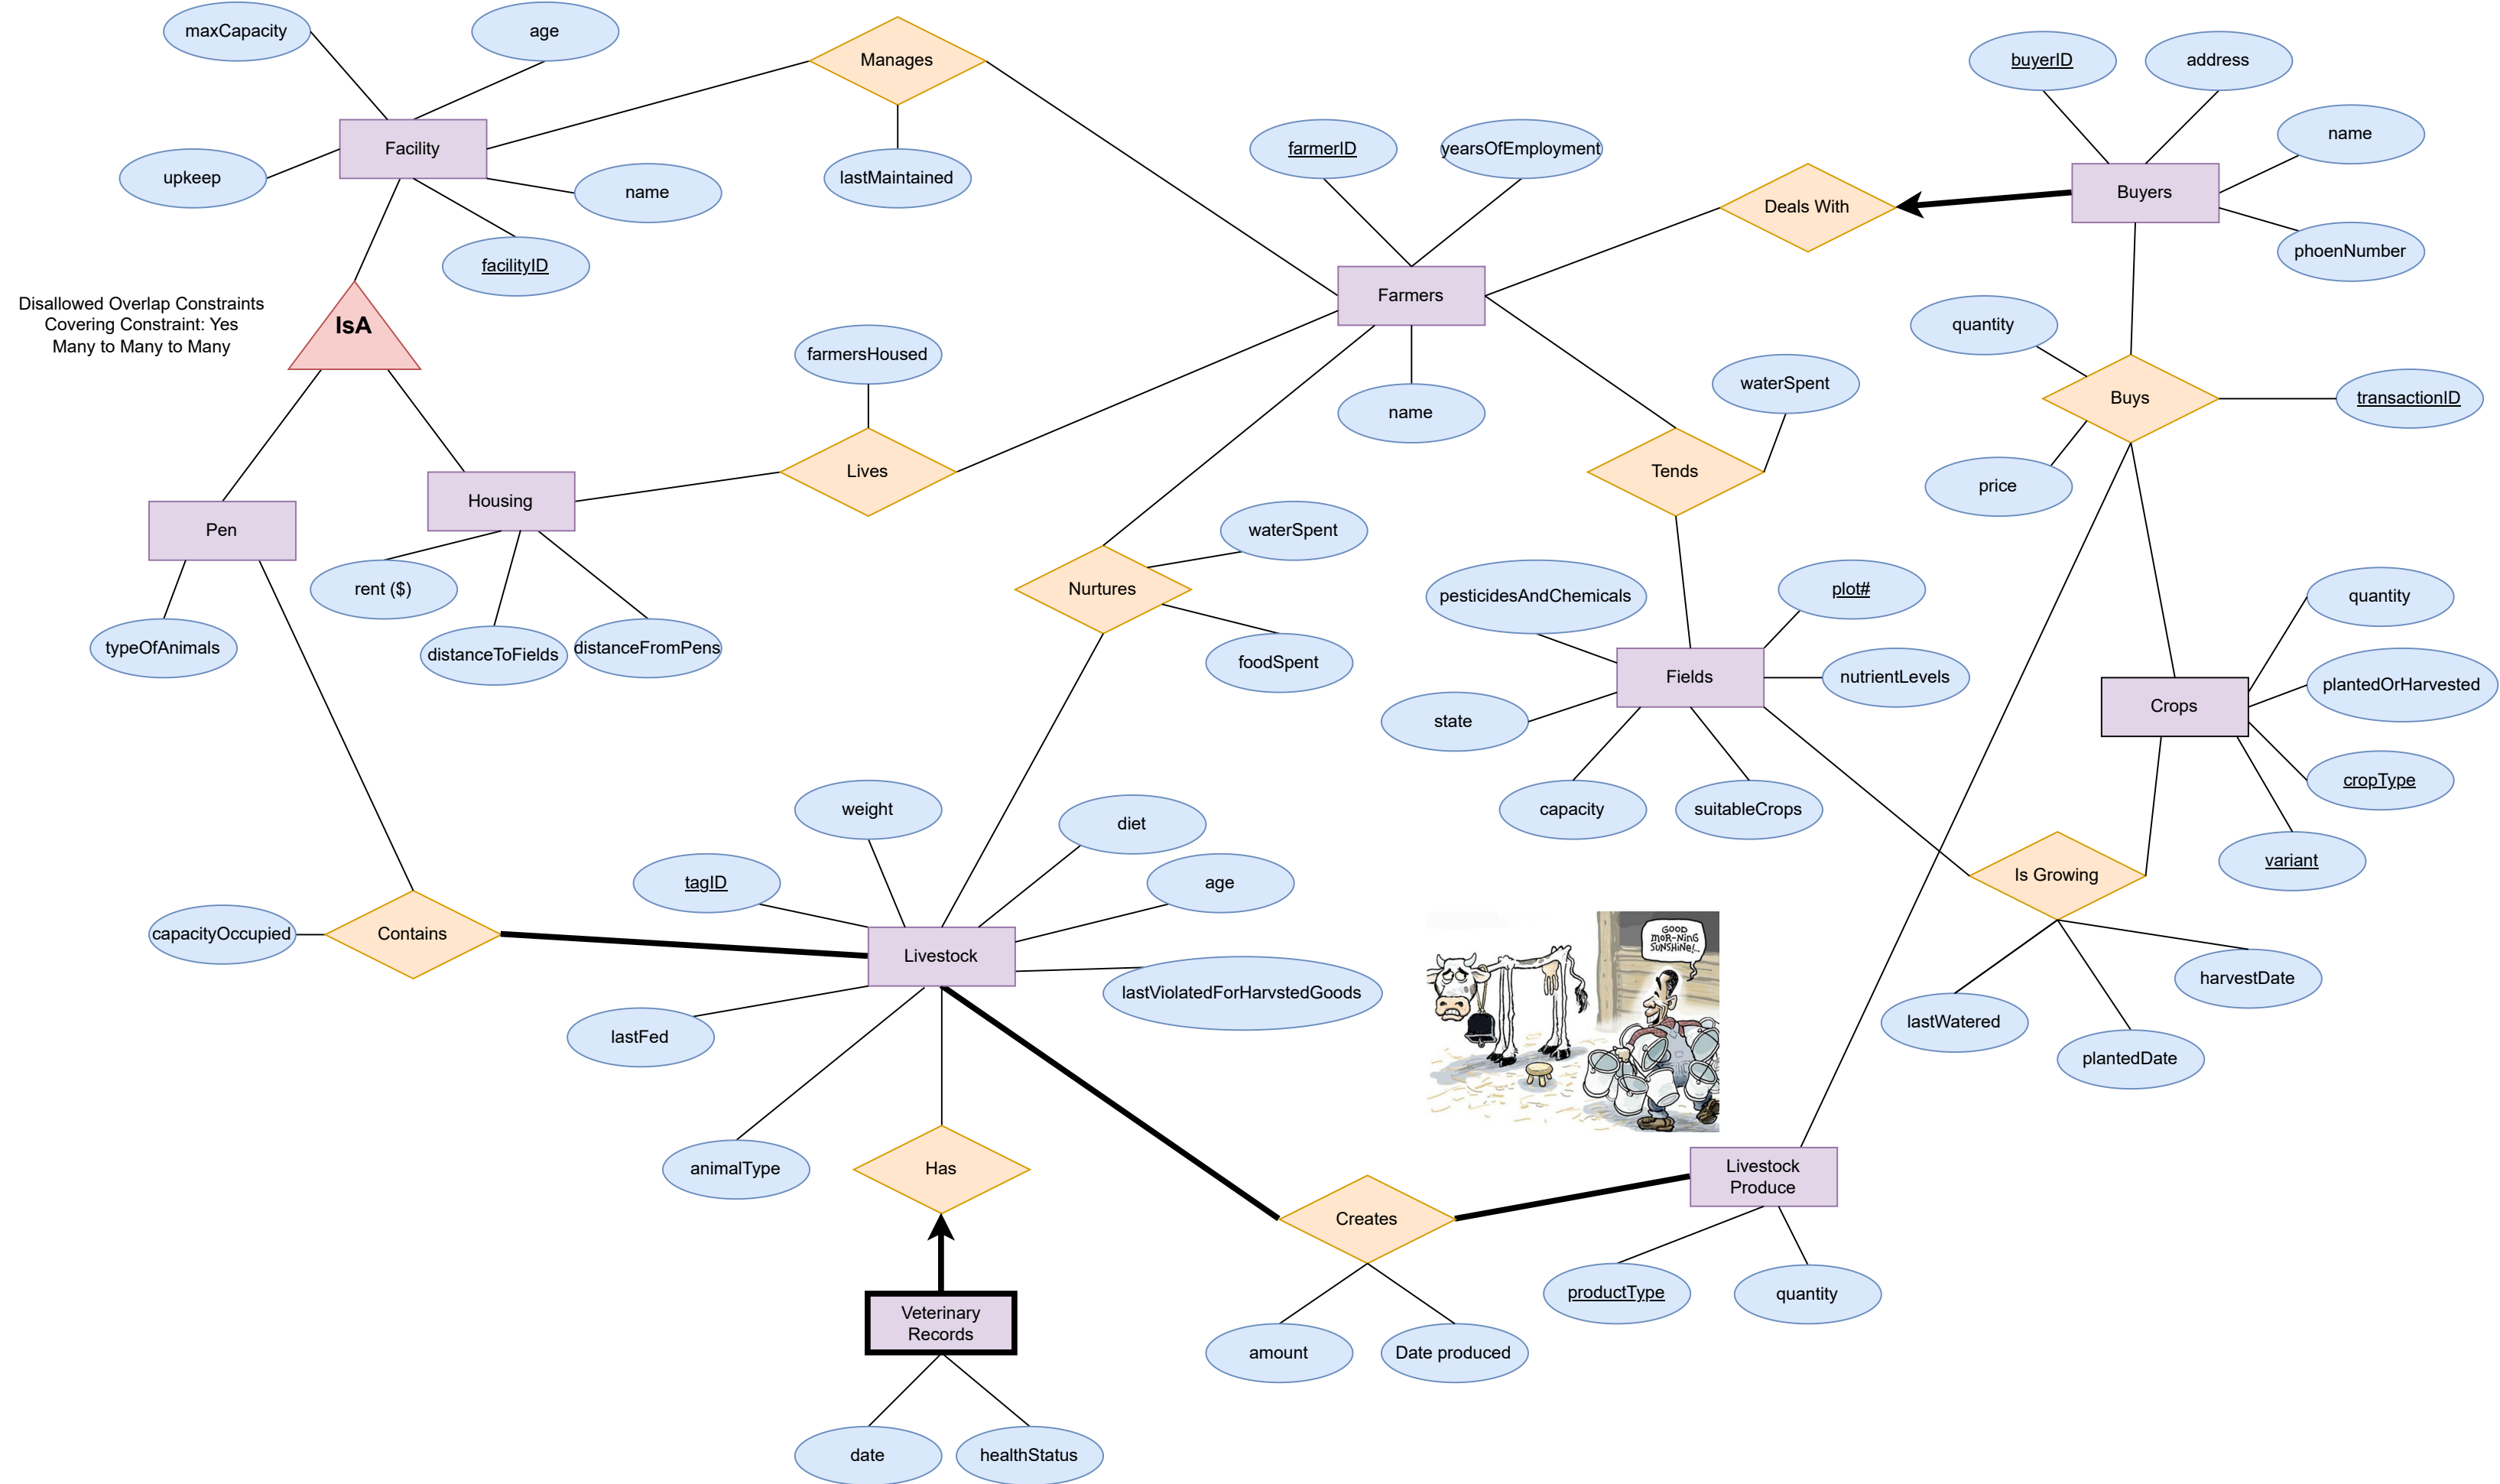 maxCapacity
age
Manages
buyerID
address
Facility
farmerID
yearsOfEmployment
name
upkeep
name
lastMaintained
Deals With
Buyers
phoenNumber
facilityID
Farmers
Disallowed Overlap Constraints
Covering Constraint: Yes
Many to Many to Many
IsA
quantity
farmersHoused
name
waterSpent
Buys
transactionID
Lives
Tends
price
Pen
Housing
waterSpent
rent ($)
Nurtures
pesticidesAndChemicals
plot#
quantity
typeOfAnimals
distanceToFields
distanceFromPens
foodSpent
Fields
nutrientLevels
plantedOrHarvested
Crops
state
cropType
weight
diet
capacity
suitableCrops
variant
tagID
age
Is Growing
capacityOccupied
Contains
Livestock
GOOD
MOR-NING
SUNSHINE!..
lastViolatedForHarvstedGoods
harvestDate
lastFed
lastWatered
plantedDate
animalType
Has
Livestock
Produce
Creates
productType
quantity
Veterinary
Records
amount
Date produced
date
healthStatus